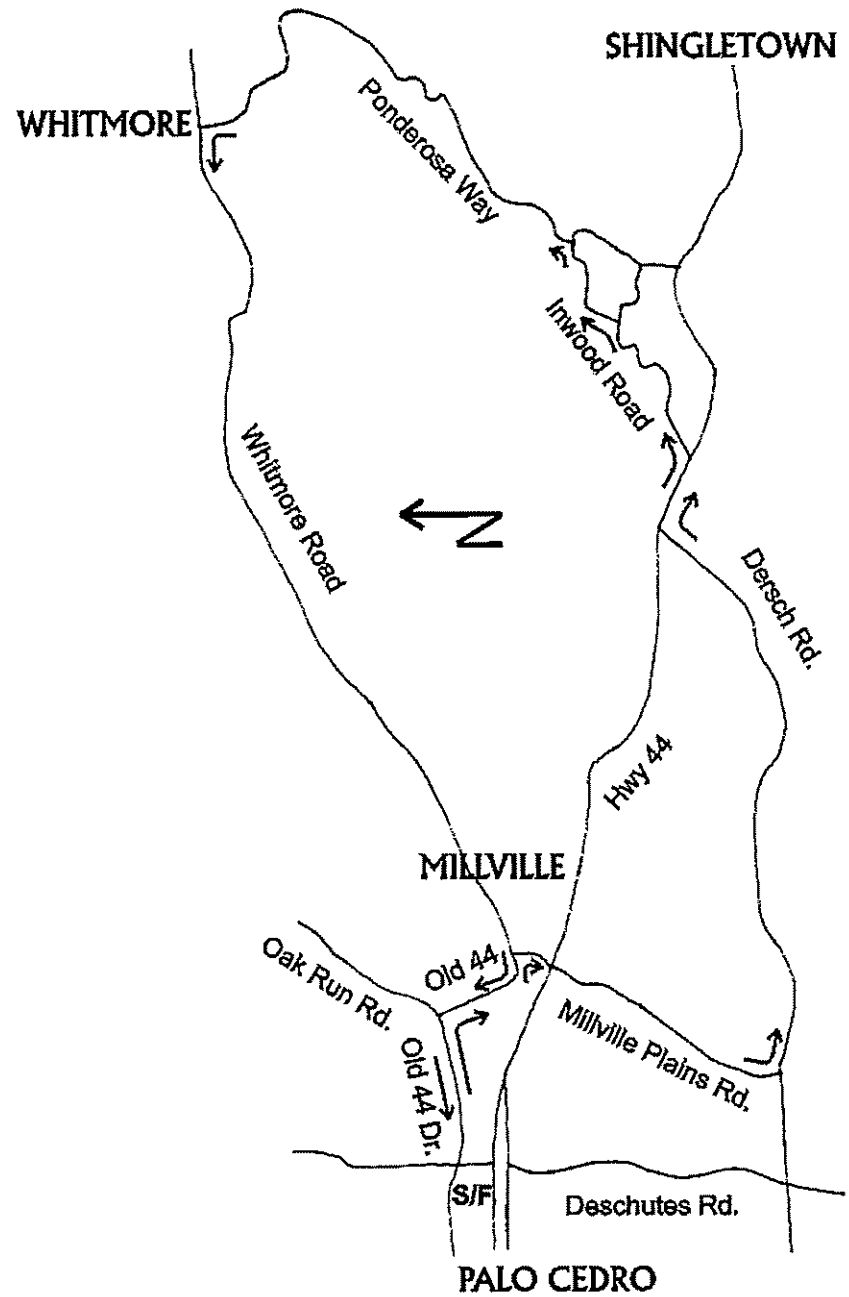 SHINGLETOWN
WHITMORE
Ponderosa Way
Inwood Road
Whitmore Road
N
Dersch Rd.
Hwy 44
MILLVILLE
Old 44
Oak Run Rd.
Millville Plains Rd.
Old 44 Dr.
S/F
Deschutes Rd.
PALO CEDRO